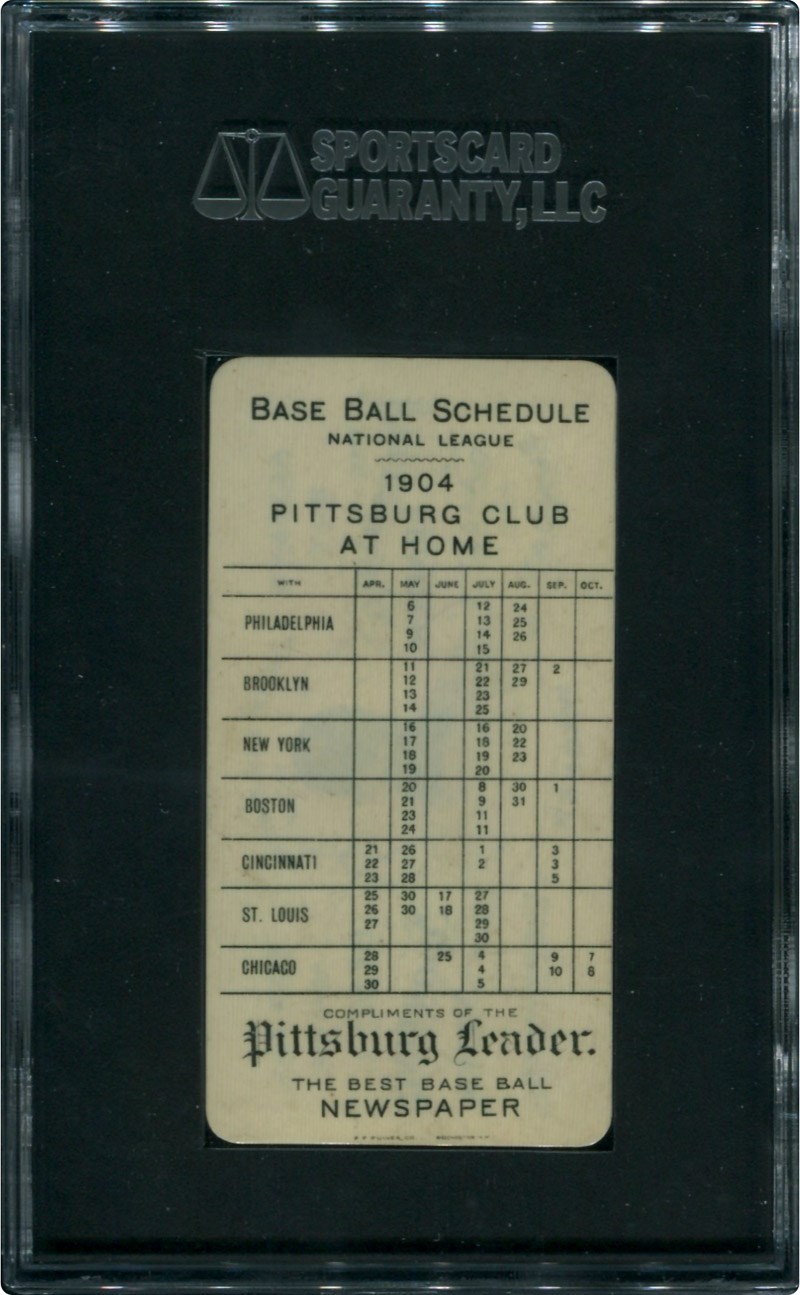 SPORTSCARD
GUARANTY, LLC
BASE BALL SCHEDULE
NATIONAL LEAGUE
1904
PITTSBURG CLUB
AT HOME
WITH APR. MAY JUNE JULY AUG. SEP. OCT.
6 12 24
PHILADELPHIA 7 13 25
9 14 26
10 15
11 21 27 2
BROOKLYN 12 22 29
13 23
14 25
16 16 20
NEW YORK 17 18 22
18 19 23
19 20
20 8 30 1
BOSTON 21 9 31
23 11
24 11
21 26 1 3
CINCINNATI 22 27 2 3
23 28 5
25 30 17 27
ST. LOUIS 26 30 18 28
27 29
30
28 25 4 9 7
CHICAGO 29 4 10 8
30 5
COMPLIMENTS OF THE
Pittsburg Leader.
THE BEST BASE BALL
NEWSPAPER